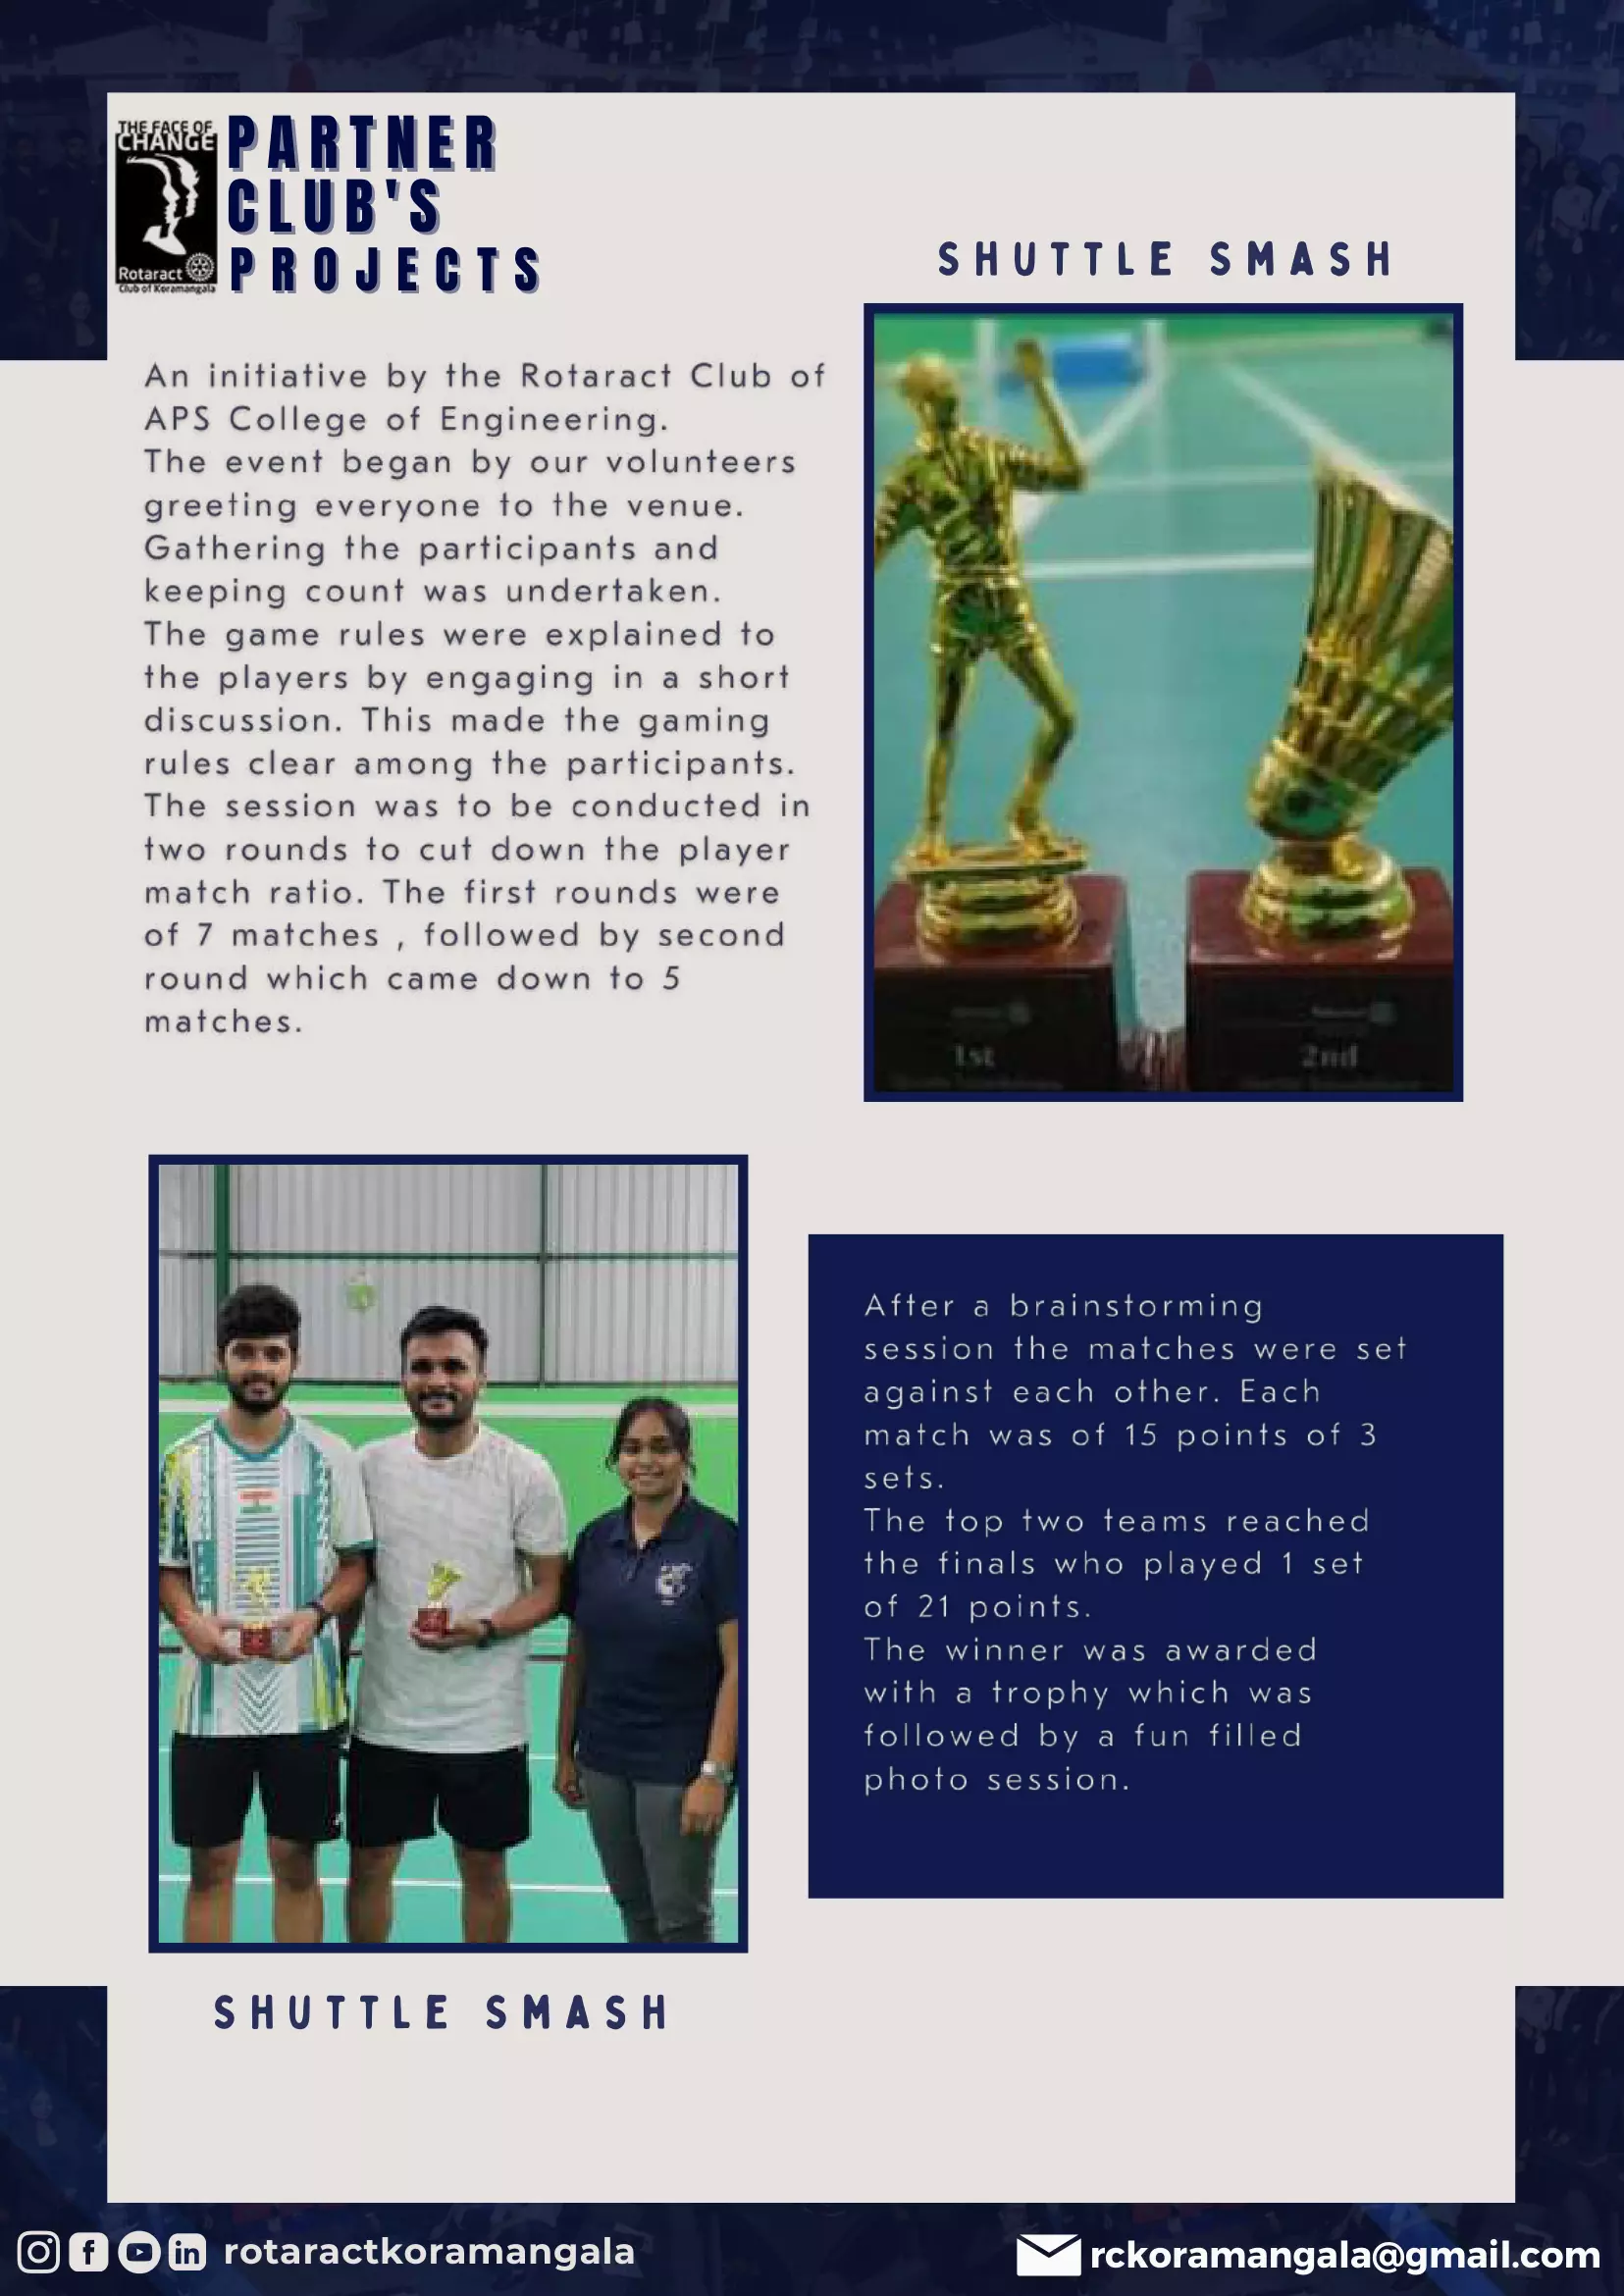 THE FACE OF
CHANGE
Rotaract
Club of Koramangala
PARTNER
CLUB'S
PROJECTS
SHUTTLE SMASH
An initiative by the Rotaract Club of
APS College of Engineering.
The event began by our volunteers
greeting everyone to the venue.
Gathering the participants and
keeping count was undertaken.
The game rules were explained to
the players by engaging in a short
discussion. This made the gaming
rules clear among the participants.
The session was to be conducted in
two rounds to cut down the player
match ratio. The first rounds were
of 7 matches , followed by second
round which came down to 5
matches.
1st
2nd
After a brainstorming
session the matches were set
against each other. Each
match was of 15 points of 3
sets.
The top two teams reached
the finals who played 1 set
of 21 points.
The winner was awarded
with a trophy which was
followed by a fun filled
photo session.
SHUTTLE SMASH
rotaractkoramangala
rckoramangala@gmail.com